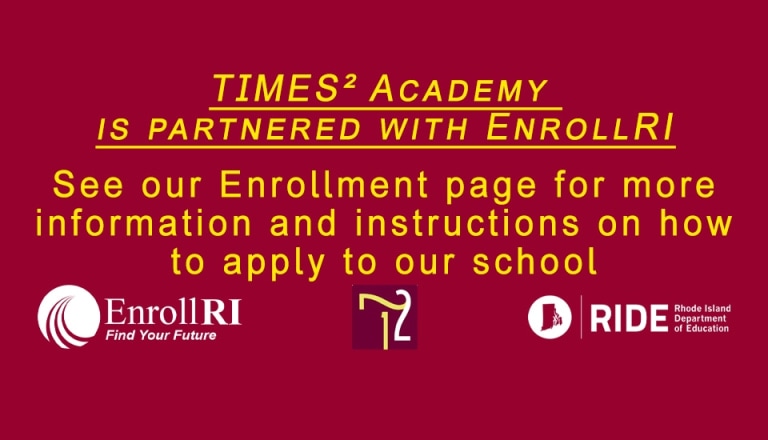 TIMES² ACADEMY
IS PARTNERED WITH ENROLLRI
See our Enrollment page for more
information and instructions on how
to apply to our school
EnrollRI
Find Your Future
T2
RIDE
Rhode Island
Department
of Education